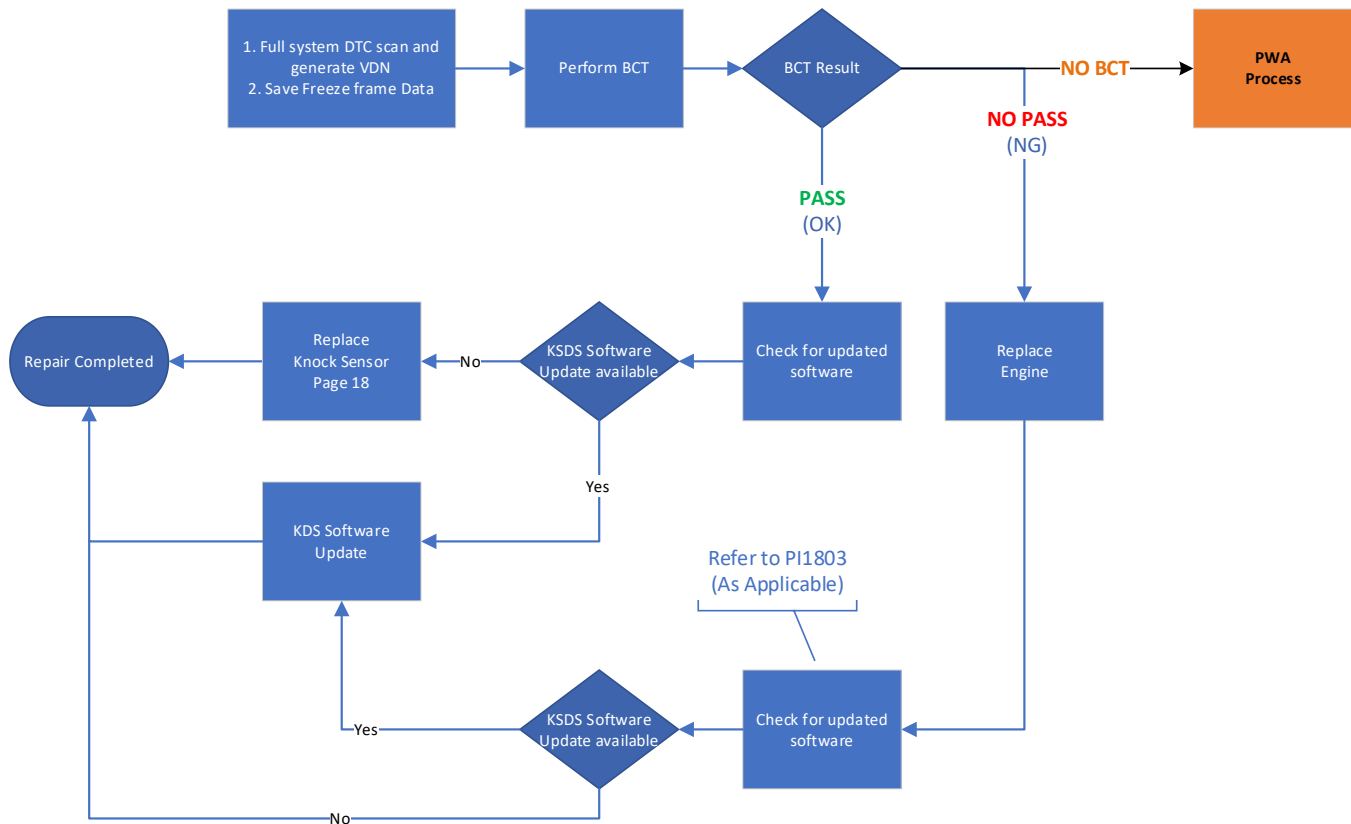 1. Full system DTC scan and
generate VDN
2. Save Freeze frame Data
Perform BCT
BCT Result
NO BCT
PWA
Process
NO PASS
(NG)
PASS
(OK)
Repair Completed
Replace
Knock Sensor
Page 18
No
KSDS Software
Update available
Check for updated
software
Replace
Engine
Yes
KDS Software
Update
Refer to PI1803
(As Applicable)
Yes
KSDS Software
Update available
Check for updated
software
No